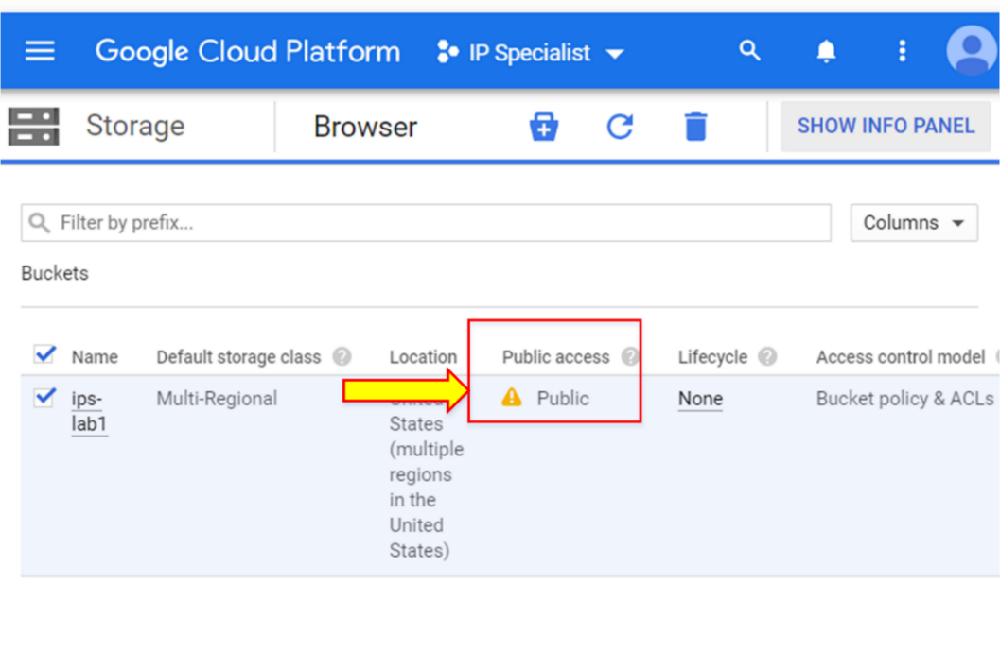 Google Cloud Platform IP Specialist
Storage Browser SHOW INFO PANEL
Filter by prefix... Columns
Buckets
Name Default storage class Location Public access Lifecycle Access control model
ips- Multi-Regional United Public None Bucket policy & ACLs
lab1 States
(multiple
regions
in the
United
States)